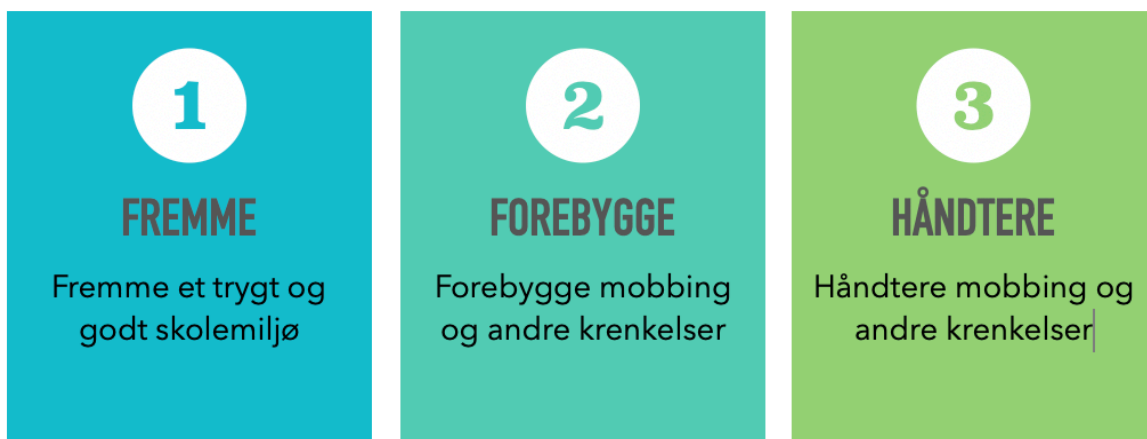 1
FREMME
Fremme et trygt og
godt skolemiljø
2
FOREBYGGE
Forebygge mobbing
og andre krenkelser
3
HÅNDTERE
Håndtere mobbing og
andre krenkelser